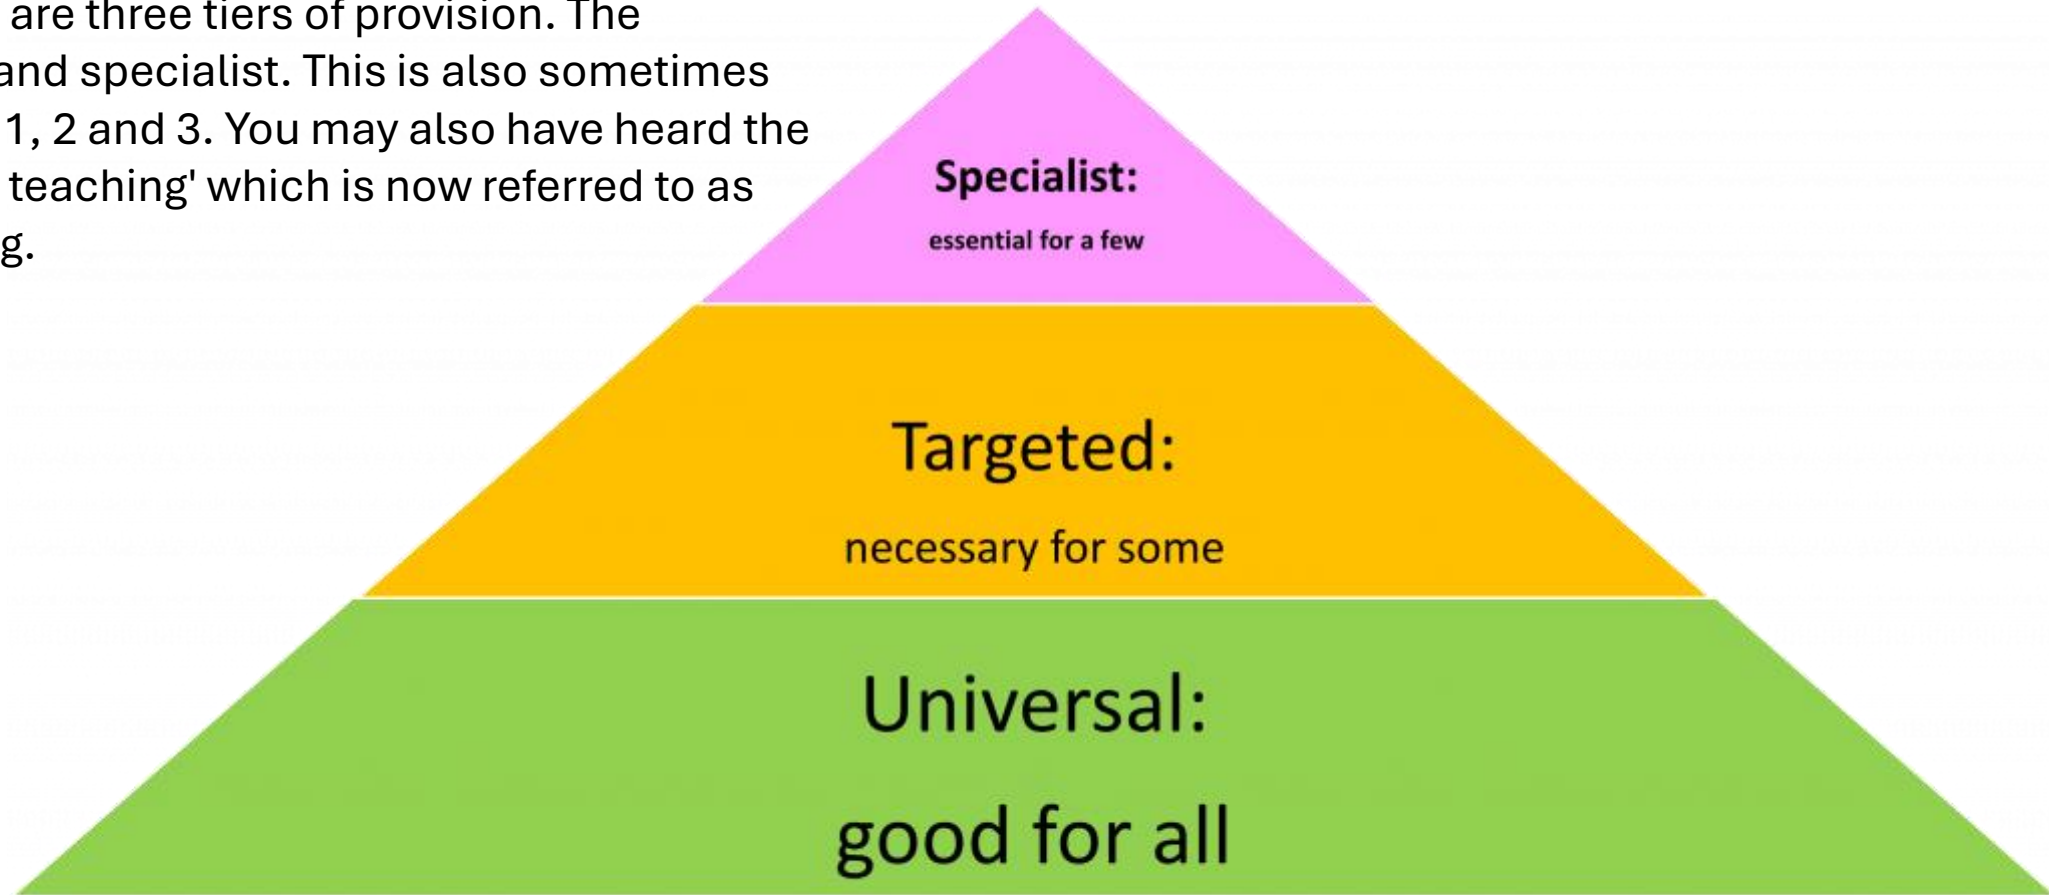 are three tiers of provision. The
and specialist. This is also sometimes
1, 2 and 3. You may also have heard the
teaching' which is now referred to as
g.
Specialist:
essential for a few
Targeted:
necessary for some
Universal:
good for all